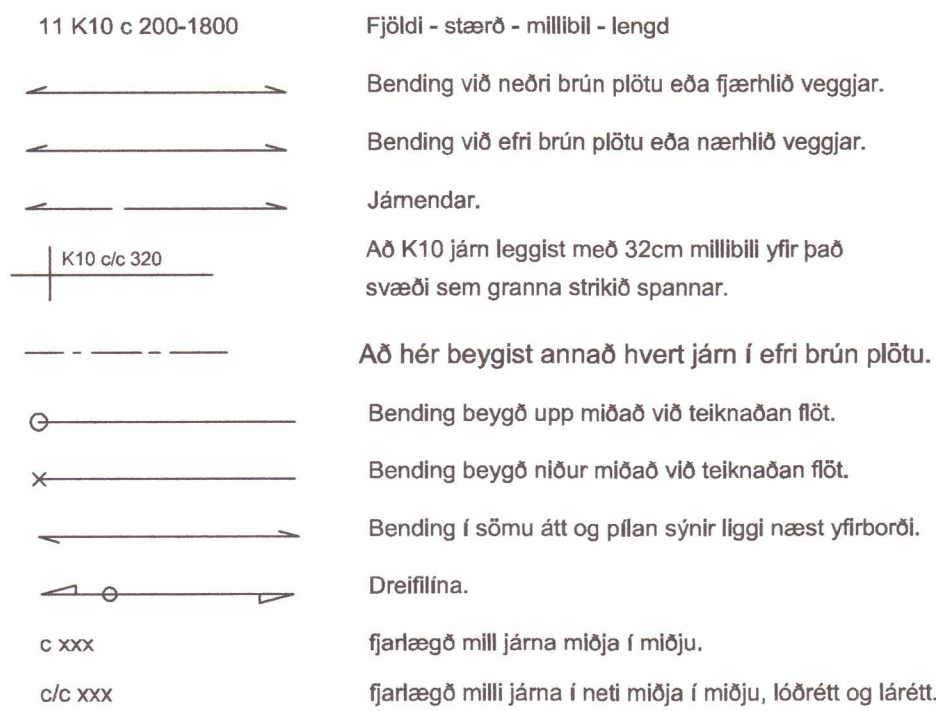 11 K10 c 200-1800 Fjöldi - stærð - millibil - lengd
Bending við neðri brún plötu eða fjærhlið veggjar.
Bending við efri brún plötu eða nærhlið veggjar.
Járnendar.
K10 c/c 320 Að K10 járn leggist með 32cm millibili yfir það
svæði sem granna strikið spannar.
Að hér beygist annað hvert járn í efri brún plötu.
Bending beygð upp miðað við teiknaðan flöt.
Bending beygð niður miðað við teiknaðan flöt.
Bending í sömu átt og pílan sýnir liggi næst yfirborði.
Dreifilína.
c xxx fjarlægð mill járna miðja í miðju.
c/c xxx fjarlægð milli járna í neti miðja í miðju, lóðrétt og lárétt.